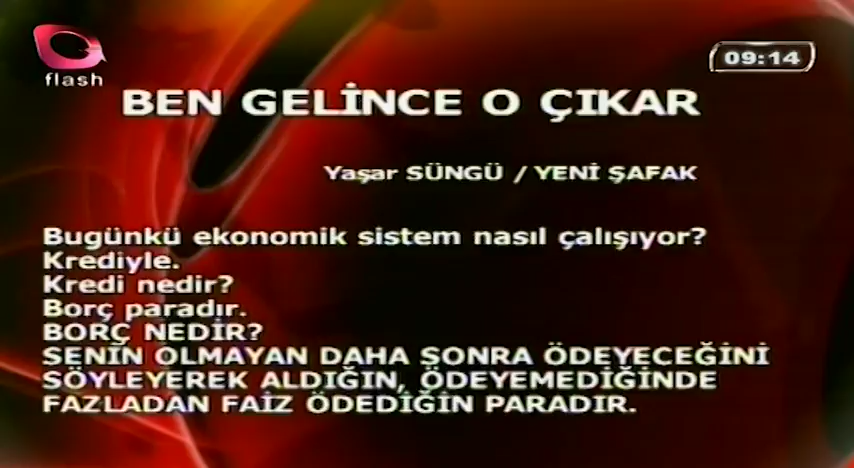 flash
09:14
BEN GELİNCE O ÇIKAR
Yaşar SÜNGÜ / YENİ ŞAFAK
Bugünkü ekonomik sistem nasıl çalışıyor?
Krediyle.
Kredi nedir?
Borç paradır.
BORÇ NEDİR?
SENİN OLMAYAN DAHA SONRA ÖDEYECEĞİNİ
SÖYLEYEREK ALDIĞIN, ÖDEYEMEDİĞİNDE
FAZLADAN FAİZ ÖDEDİĞİN PARADIR.